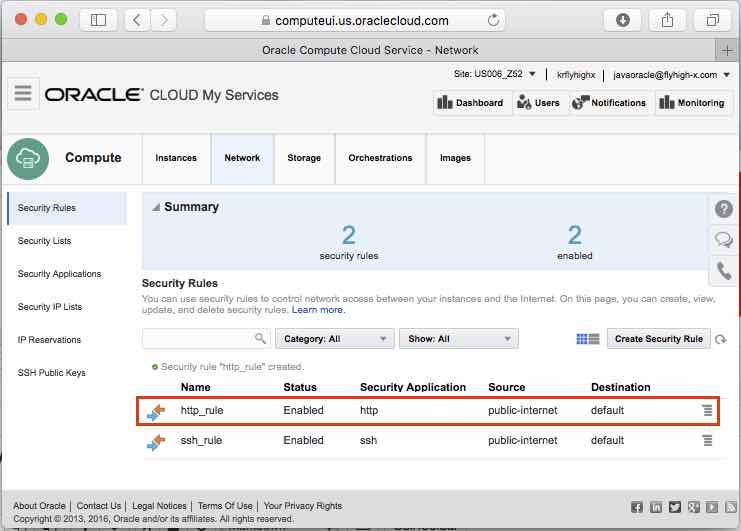 computeui.us.oraclecloud.com
Oracle Compute Cloud Service - Network
Site: US006_Z52 krflyhighx javaoracle@flyhigh-x.com
ORACLE CLOUD My Services
Dashboard Users Notifications Monitoring
Compute Instances Network Storage Orchestrations Images
Security Rules
Security Lists
Security Applications
Security IP Lists
IP Reservations
SSH Public Keys
Summary
2 2
security rules enabled
Security Rules
You can use security rules to control network access between your instances and the Internet. On this page, you can create, view,
update, and delete security rules. Learn more.
Category: All Show: All Create Security Rule
Security rule "http_rule" created.
Name Status Security Application Source Destination
http_rule Enabled http public-internet default
ssh_rule Enabled ssh public-internet default
About Oracle | Contact Us | Legal Notices | Terms Of Use | Your Privacy Rights
Copyright © 2013, 2016, Oracle and/or its affiliates. All rights reserved.